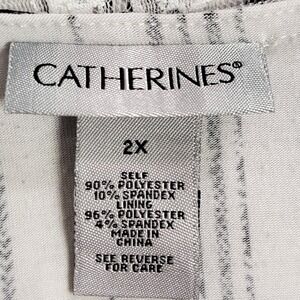 CATHERINES®
2X
SELF
90% POLYESTER
10% SPANDEX
LINING
96% POLYESTER
4% SPANDEX
MADE IN
CHINA
SEE REVERSE
FOR CARE